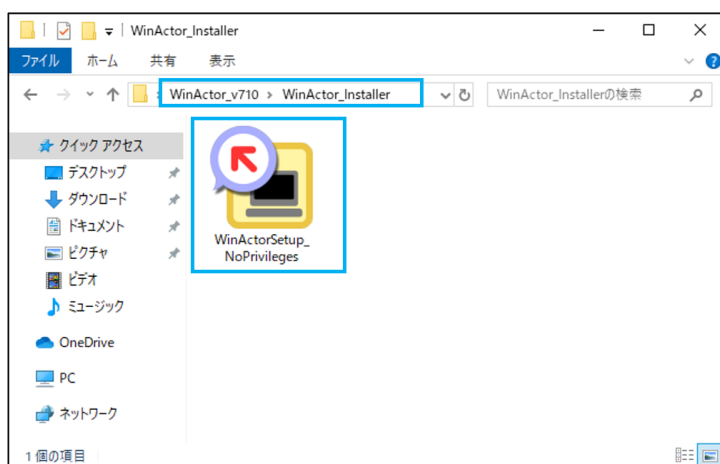 WinActor_Installer
ファイル ホーム 共有 表示
WinActor_v710 > WinActor_Installer
WinActor_Installerの検索
クイック アクセス
デスクトップ
ダウンロード
ドキュメント
ピクチャ
ビデオ
ミュージック
OneDrive
PC
ネットワーク
WinActorSetup_
NoPrivileges
1 個の項目